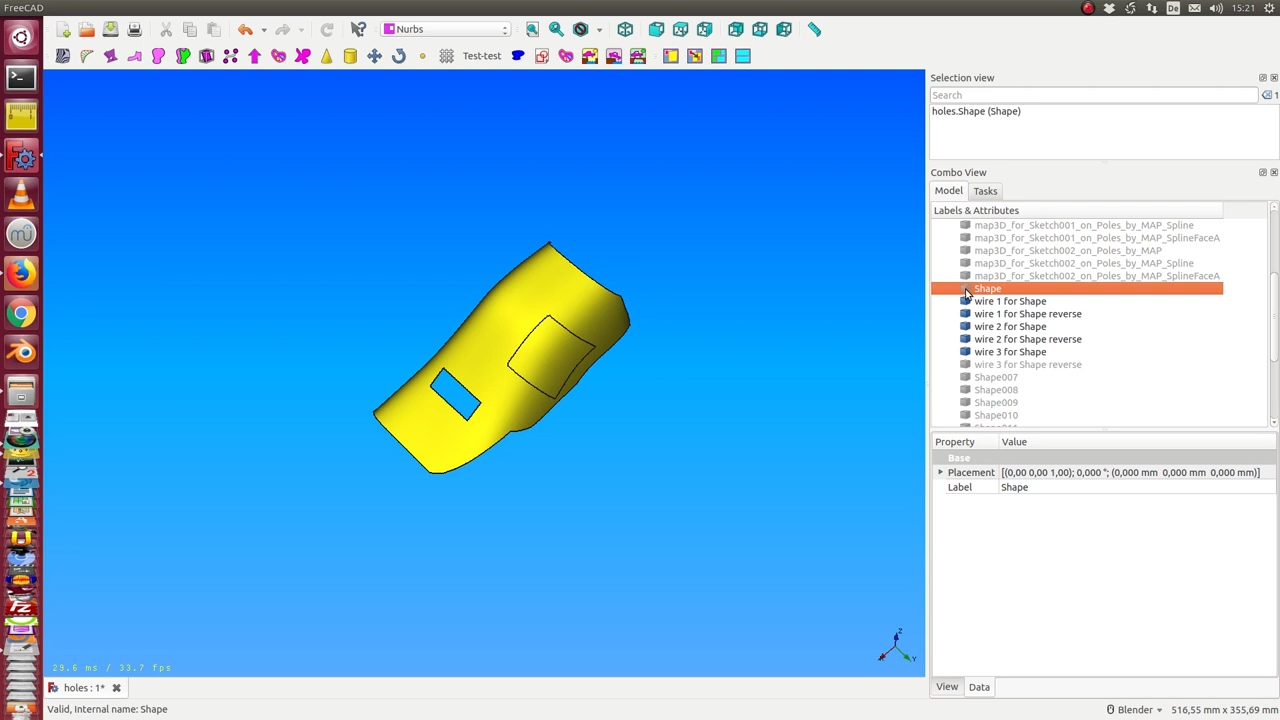 FreeCAD
De
15:21
Nurbs
Test-test
Selection view
Search
1
holes.Shape (Shape)
Combo View
Model
Tasks
Labels & Attributes
map3D_for_Sketch001_on_Poles_by_MAP_Spline
map3D_for_Sketch001_on_Poles_by_MAP_SplineFaceA
map3D_for_Sketch002_on_Poles_by_MAP
map3D_for_Sketch002_on_Poles_by_MAP_Spline
map3D_for_Sketch002_on_Poles_by_MAP_SplineFaceA
Shape
wire 1 for Shape
wire 1 for Shape reverse
wire 2 for Shape
wire 2 for Shape reverse
wire 3 for Shape
wire 3 for Shape reverse
Shape007
Shape008
Shape009
Shape010
Property Value
Base
Placement [(0,00 0,00 1,00); 0,000 °; (0,000 mm 0,000 mm 0,000 mm)]
Label Shape
29.6 ms / 33.7 fps
Z
Y
View
Data
holes : 1*
Valid, Internal name: Shape
Blender
516,55 mm x 355,69 mm